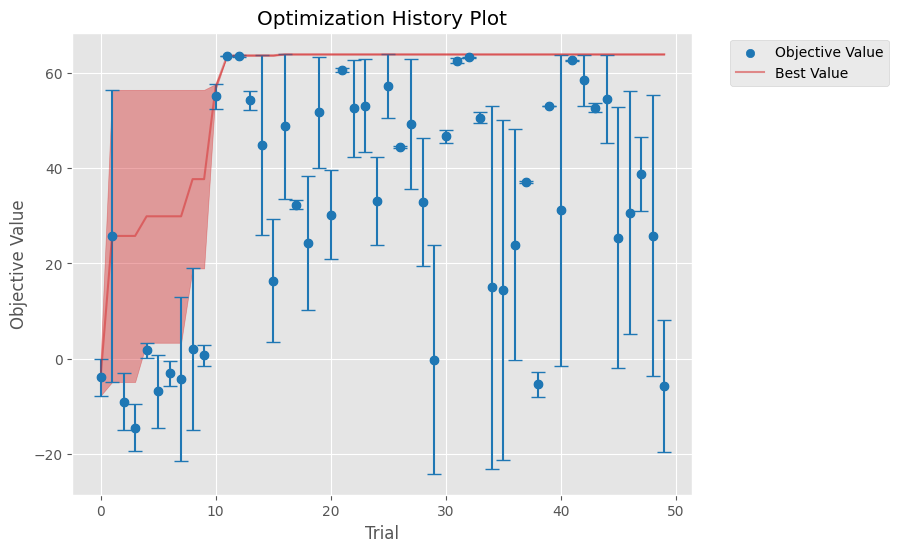 Optimization History Plot
Objective Value
Best Value
Objective Value
60
40
20
0
−20
0 10 20 30 40 50
Trial